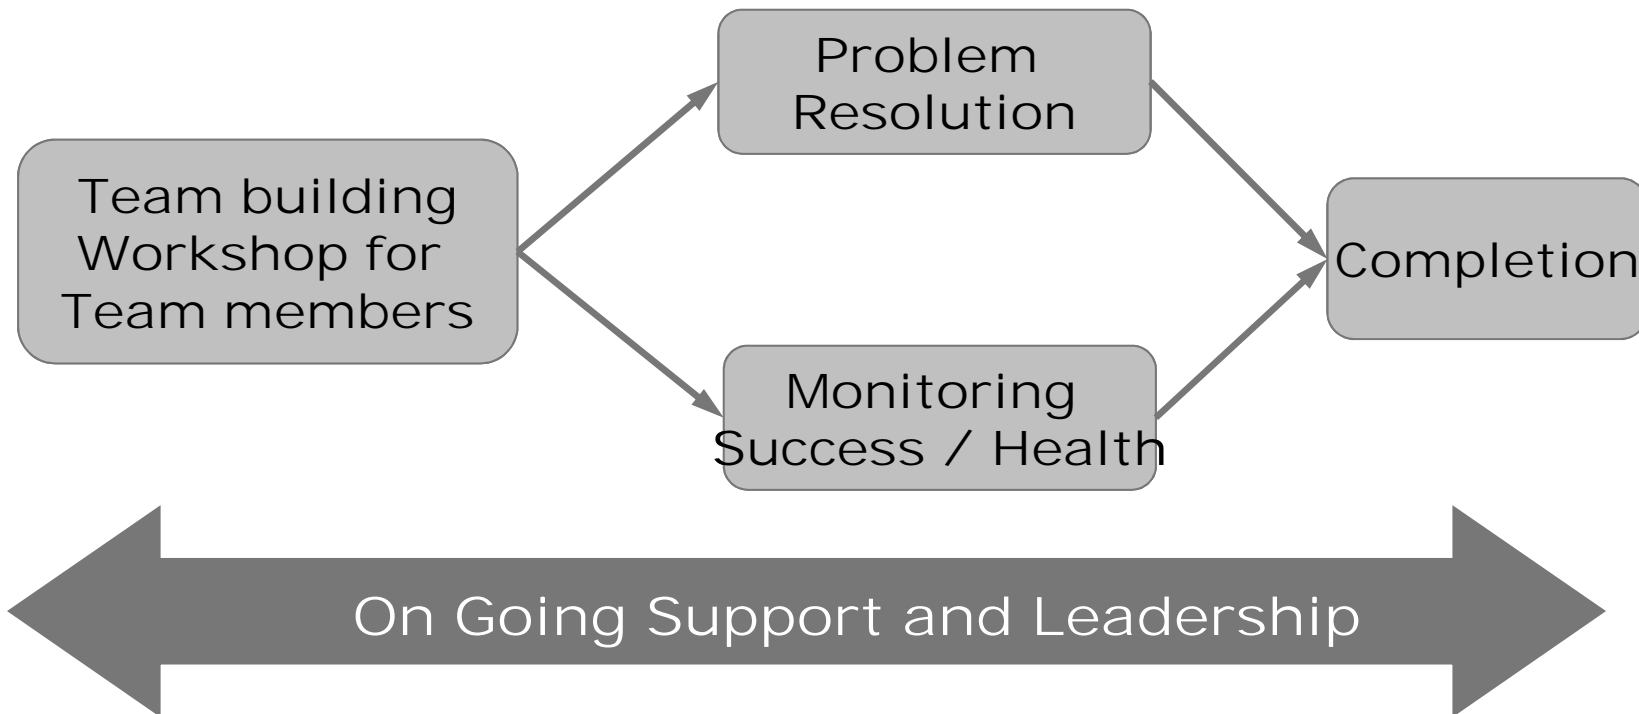 Problem
Resolution
Team building
Workshop for
Team members
Completion
Monitoring
Success / Health
On Going Support and Leadership